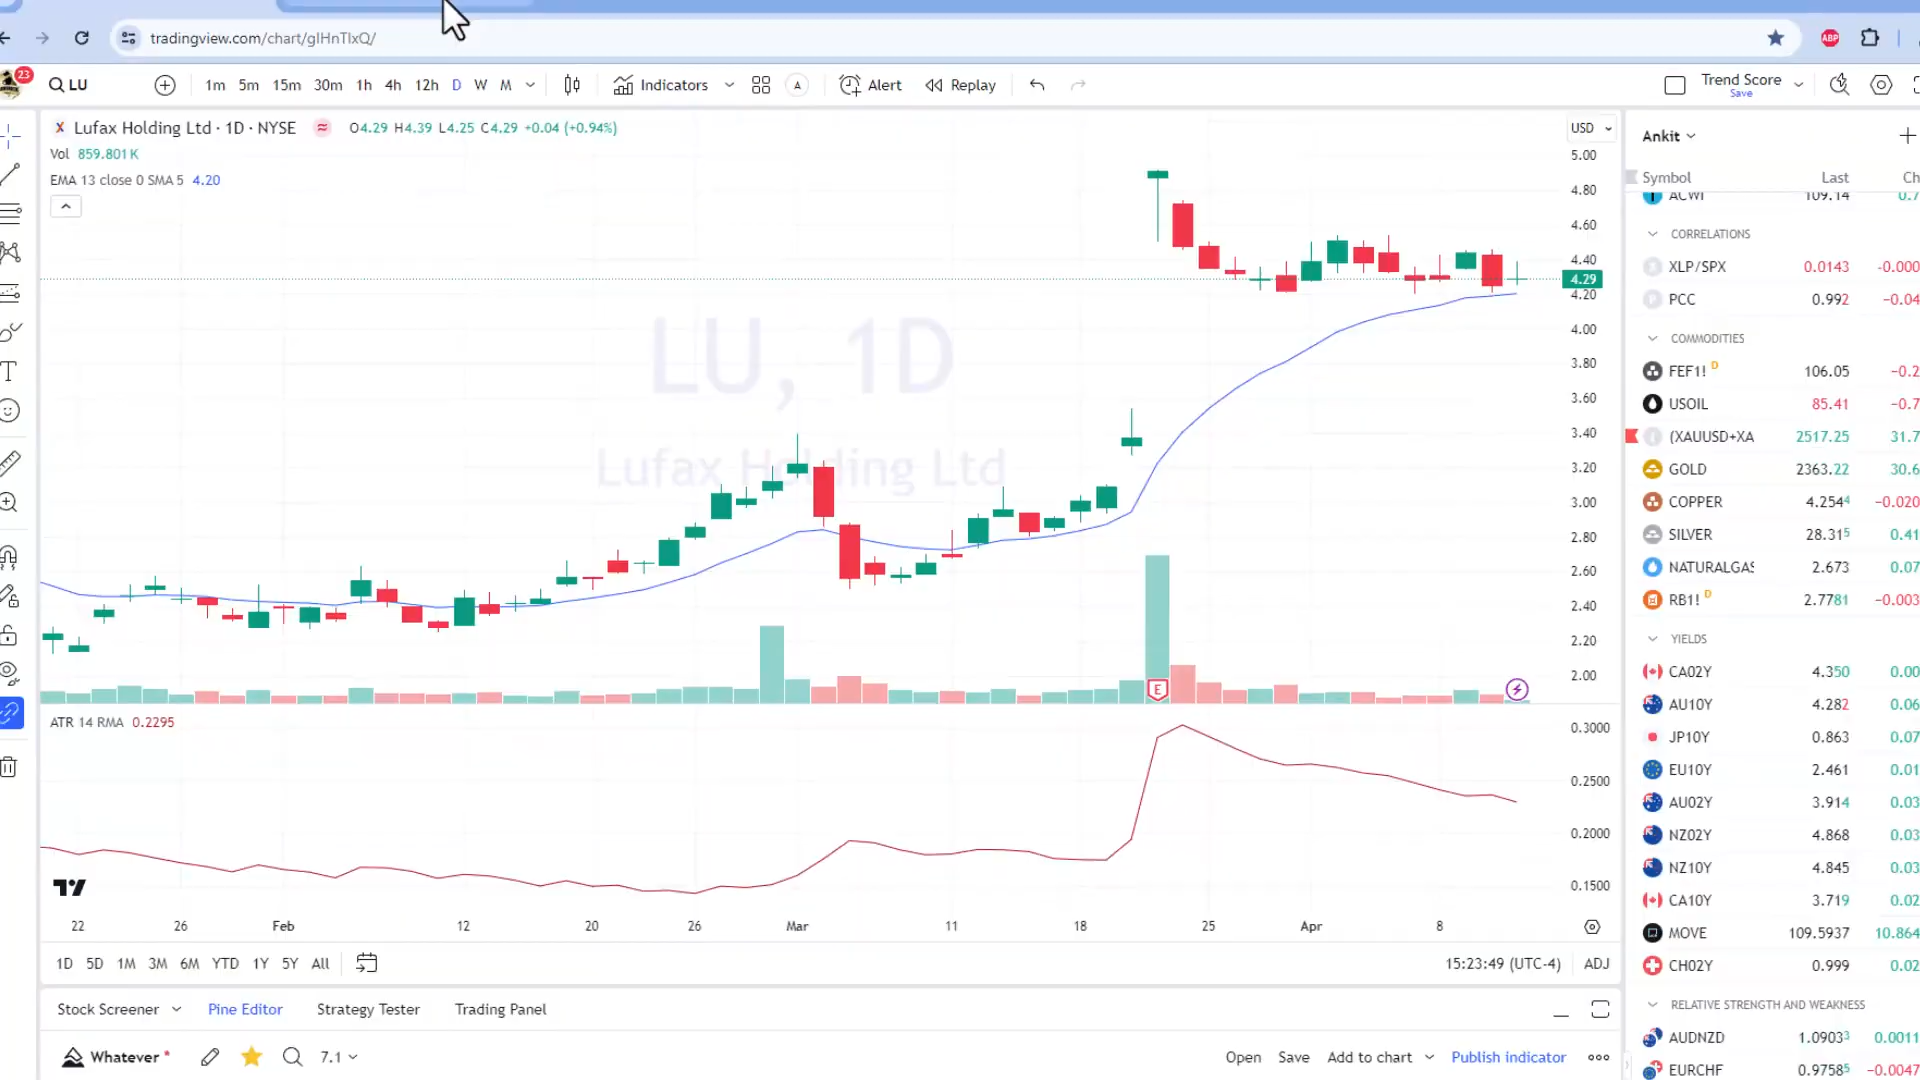 tradingview.com/chart/gIHnTlxQ/
23
LU
1m 5m 15m 30m 1h 4h 12h D W M
Indicators
A
Alert
Replay
Trend Score
Save
ABP
Lufax Holding Ltd · 1D · NYSE
O4.29 H4.39 L4.25 C4.29 +0.04 (+0.94%)
Vol 859.801K
EMA 13 close 0 SMA 5 4.20
LU, 1D
Lufax Holding Ltd
USD
5.00
4.80
4.60
4.40
4.29
4.20
4.00
3.80
3.60
3.40
3.20
3.00
2.80
2.60
2.40
2.20
2.00
E
ATR 14 RMA 0.2295
0.3000
0.2500
0.2000
0.1500
22 26 Feb 12 20 26 Mar 11 18 25 Apr 8
1D 5D 1M 3M 6M YTD 1Y 5Y All
15:23:49 (UTC-4) ADJ
Stock Screener Pine Editor Strategy Tester Trading Panel
Whatever * 7.1
Open Save Add to chart Publish indicator
Ankit
Symbol Last Ch
ACWI 109.14 0.7
CORRELATIONS
XLP/SPX 0.0143 -0.000
PCC 0.992 -0.04
COMMODITIES
FEF1! D 106.05 -0.2
USOIL 85.41 -0.7
(XAUUSD+XA 2517.25 31.7
GOLD 2363.22 30.6
COPPER 4.2544 -0.020
SILVER 28.315 0.41
NATURALGAS 2.673 0.07
RB1! D 2.7781 -0.003
YIELDS
CA02Y 4.350 0.00
AU10Y 4.282 0.06
JP10Y 0.863 0.07
EU10Y 2.461 0.01
AU02Y 3.914 0.03
NZ02Y 4.868 0.03
NZ10Y 4.845 0.03
CA10Y 3.719 0.02
MOVE 109.5937 10.864
CH02Y 0.999 0.02
RELATIVE STRENGTH AND WEAKNESS
AUDNZD 1.09033 0.0011
EURCHF 0.97585 -0.0047